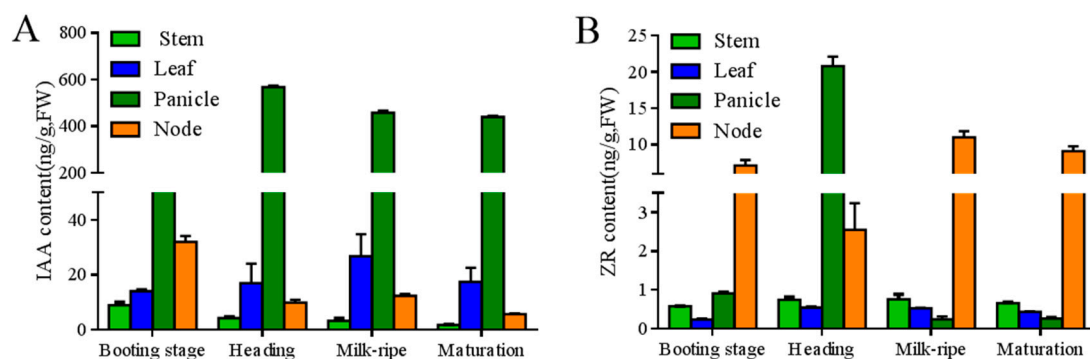 A
IAA content(ng/g,FW)
800
600
400
200
40
20
0
Stem
Leaf
Panicle
Node
Booting stage Heading Milk-ripe Maturation
B
ZR content(ng/g,FW)
25
20
15
10
3
2
1
0
Stem
Leaf
Panicle
Node
Booting stage Heading Milk-ripe Maturation